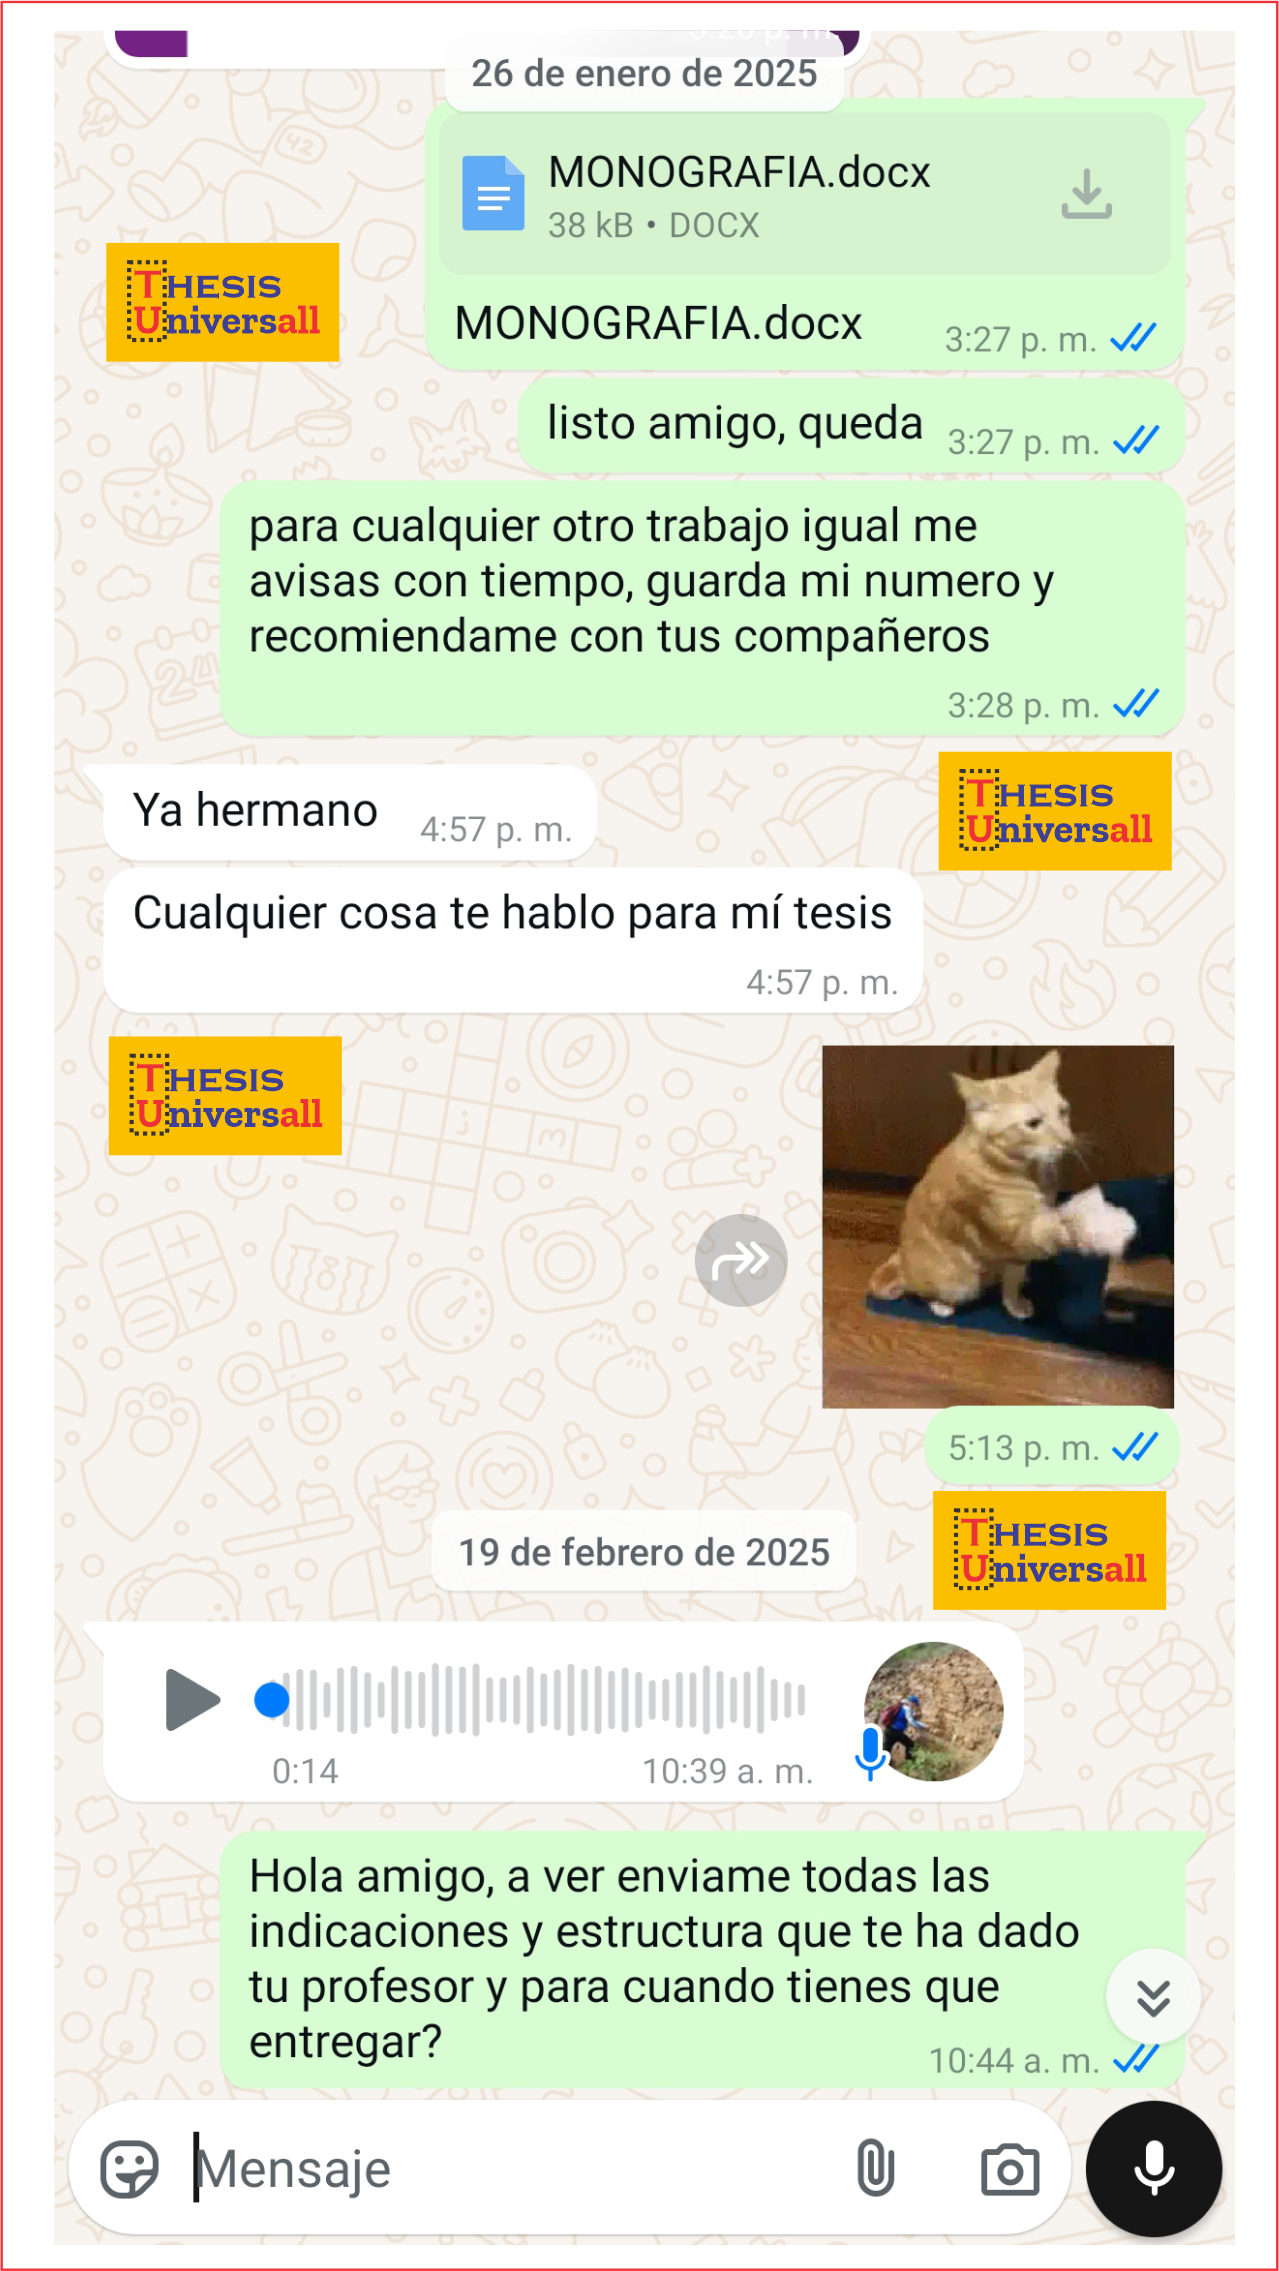 3:26 p. m.
26 de enero de 2025
MONOGRAFIA.docx
38 kB • DOCX
THESIS
Universall
MONOGRAFIA.docx
3:27 p. m.
listo amigo, queda
3:27 p. m.
para cualquier otro trabajo igual me
avisas con tiempo, guarda mi numero y
recomiendame con tus compañeros
3:28 p. m.
THESIS
Universall
Ya hermano
4:57 p. m.
Cualquier cosa te hablo para mí tesis
4:57 p. m.
THESIS
Universall
5:13 p. m.
THESIS
Universall
19 de febrero de 2025
0:14
10:39 a. m.
Hola amigo, a ver enviame todas las
indicaciones y estructura que te ha dado
tu profesor y para cuando tienes que
entregar?
10:44 a. m.
Mensaje